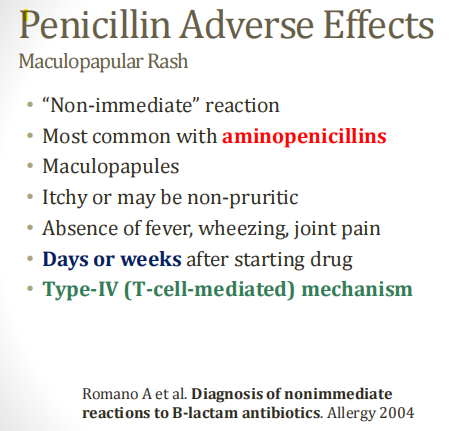 Penicillin Adverse Effects
Maculopapular Rash
• “Non-immediate” reaction
• Most common with aminopenicillins
• Maculopapules
• Itchy or may be non-pruritic
• Absence of fever, wheezing, joint pain
• Days or weeks after starting drug
• Type-IV (T-cell-mediated) mechanism
Romano A et al. Diagnosis of nonimmediate
reactions to B-lactam antibiotics. Allergy 2004